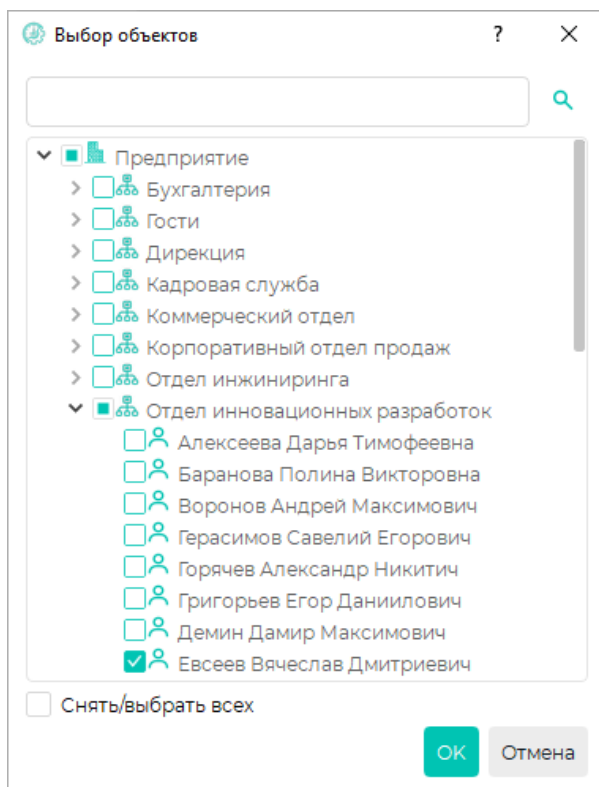 Выбор объектов ?
Предприятие
Бухгалтерия
Гости
Дирекция
Кадровая служба
Коммерческий отдел
Корпоративный отдел продаж
Отдел инжиниринга
Отдел инновационных разработок
Алексеева Дарья Тимофеевна
Баранова Полина Викторовна
Воронов Андрей Максимович
Герасимов Савелий Егорович
Горячев Александр Никитич
Григорьев Егор Даниилович
Демин Дамир Максимович
Евсеев Вячеслав Дмитриевич
Снять/выбрать всех
OK Отмена